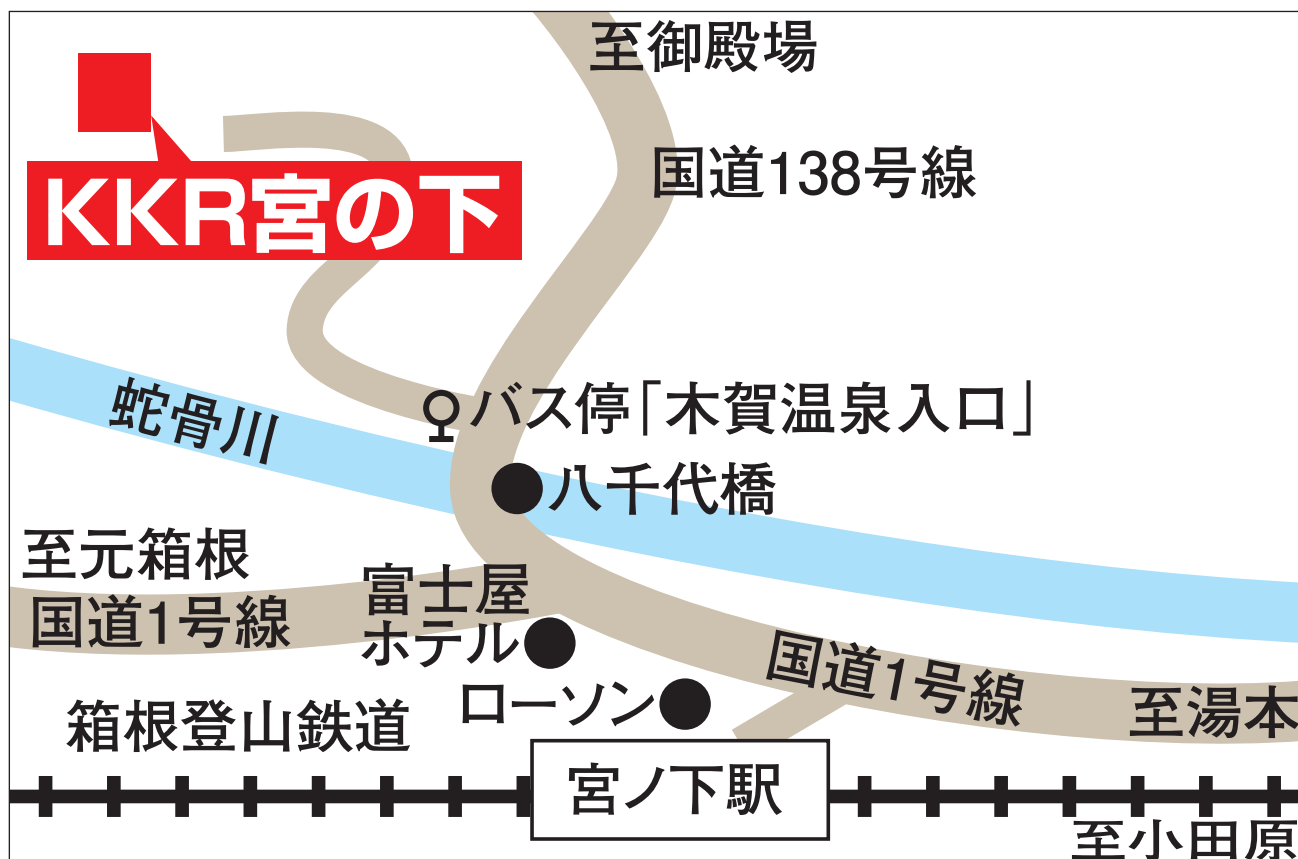 至御殿場
国道138号線
KKR宮の下
バス停「木賀温泉入口」
蛇骨川
八千代橋
至元箱根
国道1号線
富士屋
ホテル
国道1号線
ローソン
至湯本
箱根登山鉄道
宮ノ下駅
至小田原